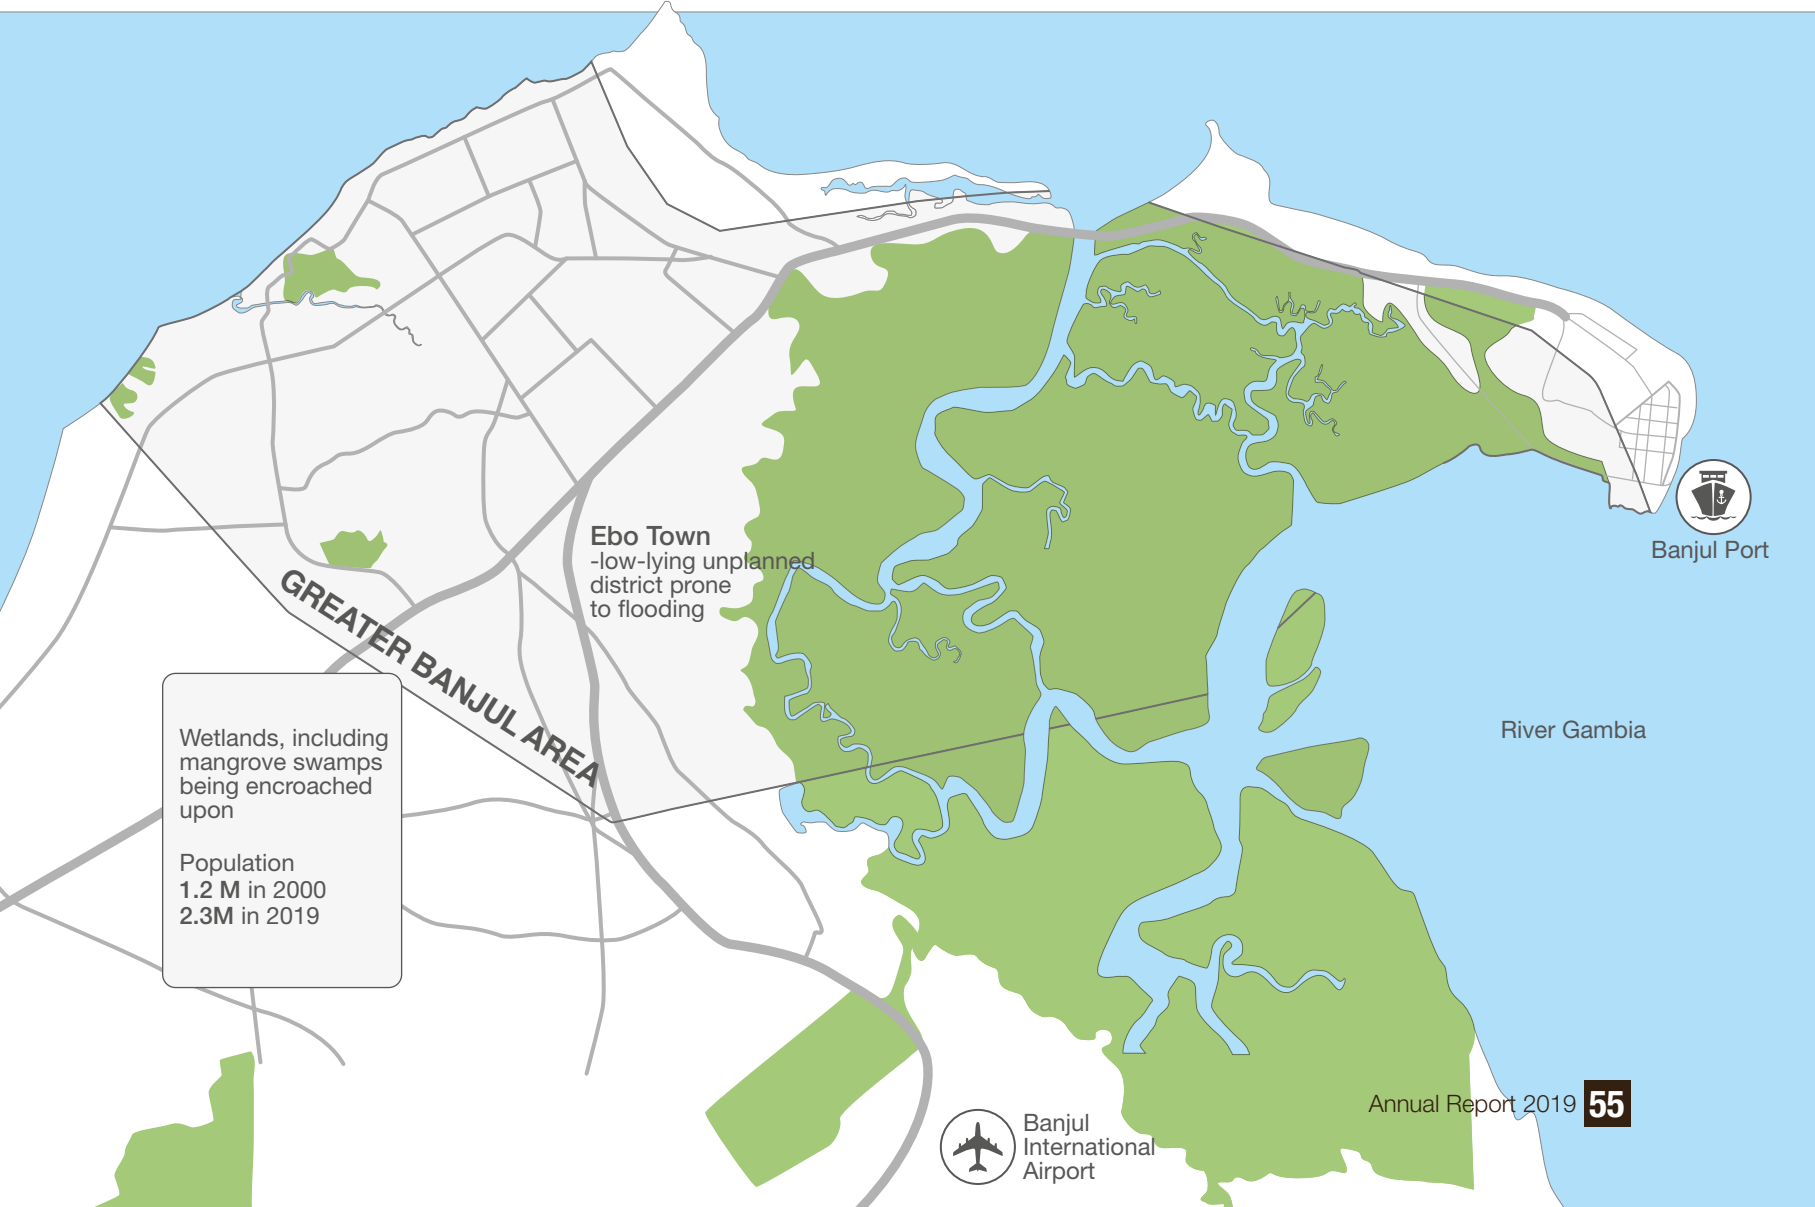 Ebo Town
-low-lying unplanned
district prone
to flooding
Banjul Port
GREATER BANJUL AREA
Wetlands, including
mangrove swamps
being encroached
upon
Population
1.2 M in 2000
2.3M in 2019
River Gambia
Banjul
International
Airport
Annual Report 2019 55